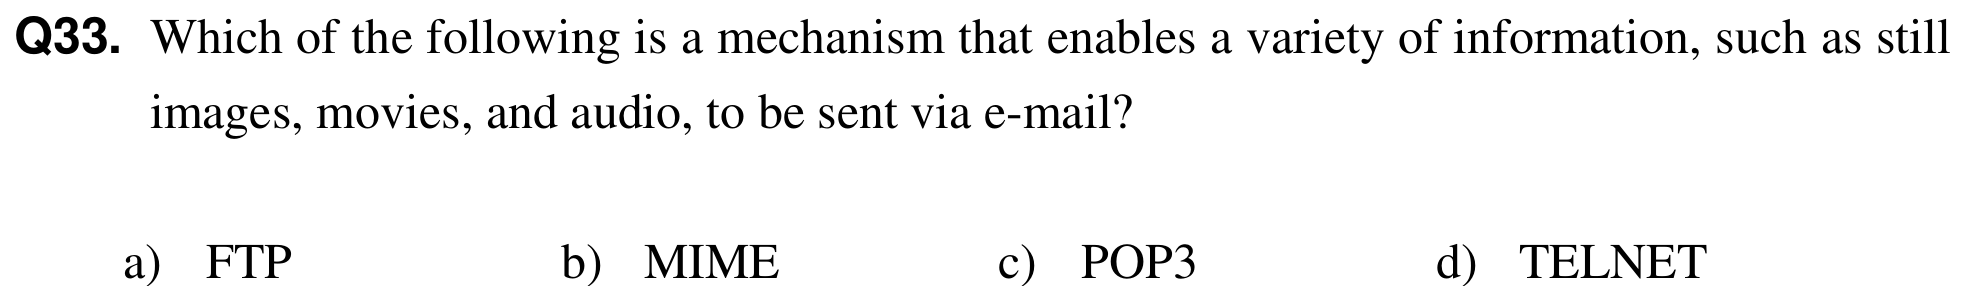 Q33. Which of the following is a mechanism that enables a variety of information, such as still
images, movies, and audio, to be sent via e-mail?
a) FTP b) MIME c) POP3 d) TELNET